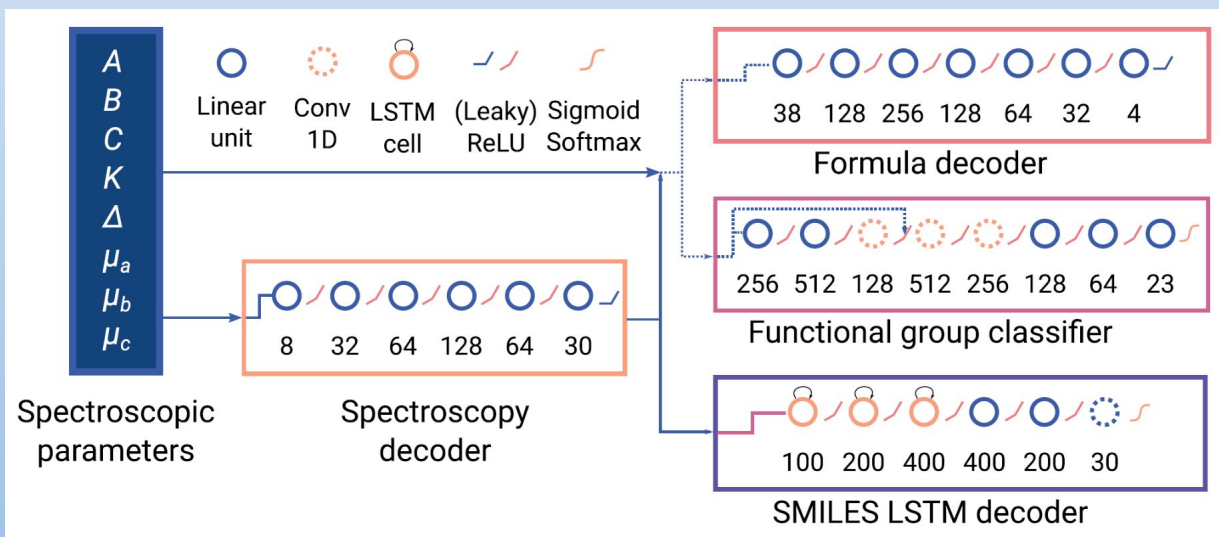 A
B
C
K
Δ
μa
μb
μc
Spectroscopic
parameters
Linear
unit
Conv
1D
LSTM
cell
(Leaky)
ReLU
Sigmoid
Softmax
8 32 64 128 64 30
Spectroscopy
decoder
38 128 256 128 64 32 4
Formula decoder
256 512 128 512 256 128 64 23
Functional group classifier
100 200 400 400 200 30
SMILES LSTM decoder